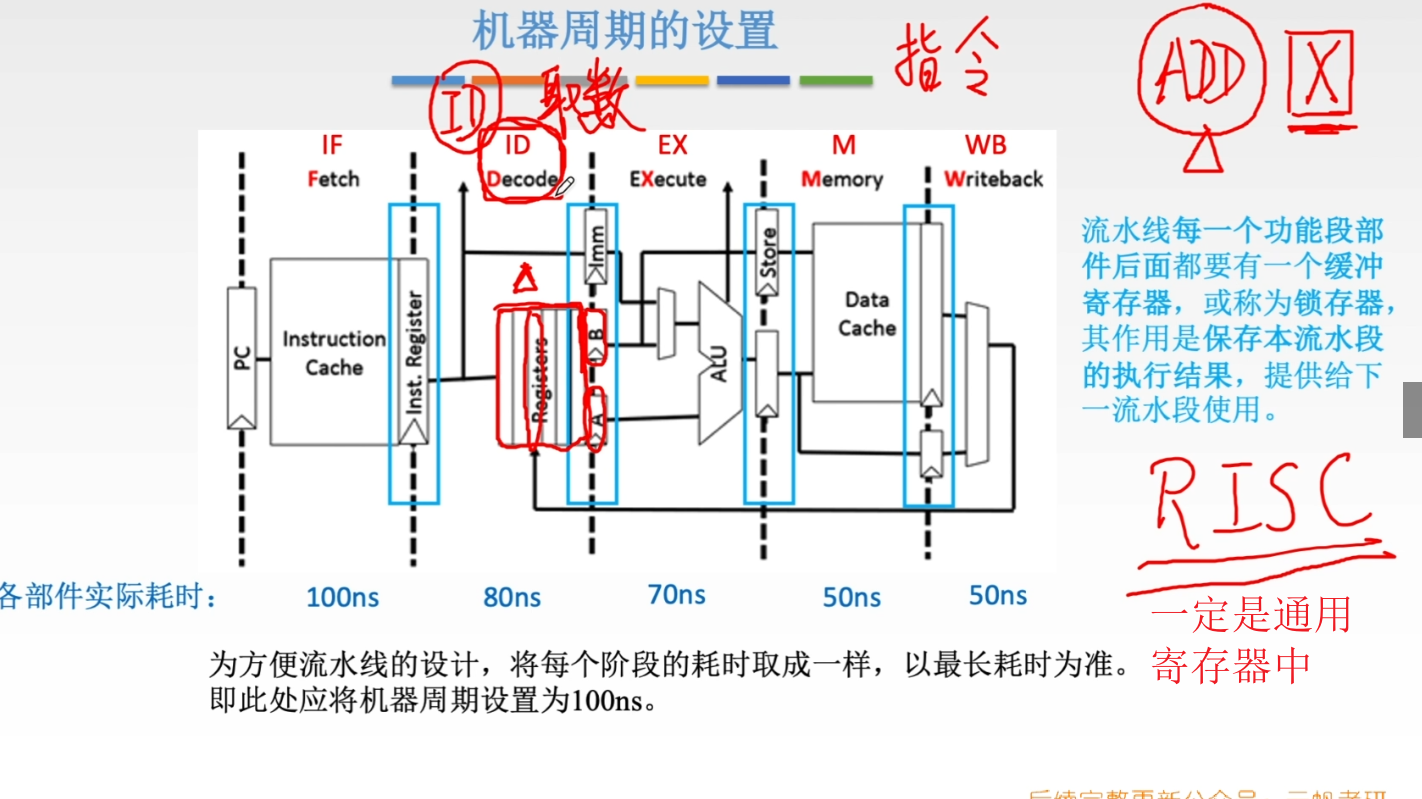 机器周期的设置
指令
ADD X
ID 取数
IF ID EX M WB
Fetch Decode EXecute Memory Writeback
PC
Instruction
Cache
Inst. Register
Registers
Imm
B
A
ALU
Store
Data
Cache
流水线每一个功能段部
件后面都要有一个缓冲
寄存器，或称为锁存器，
其作用是保存本流水段
的执行结果，提供给下
一流水段使用。
RISC
一定是通用
寄存器中
各部件实际耗时： 100ns 80ns 70ns 50ns 50ns
为方便流水线的设计，将每个阶段的耗时取成一样，以最长耗时为准。
即此处应将机器周期设置为100ns。